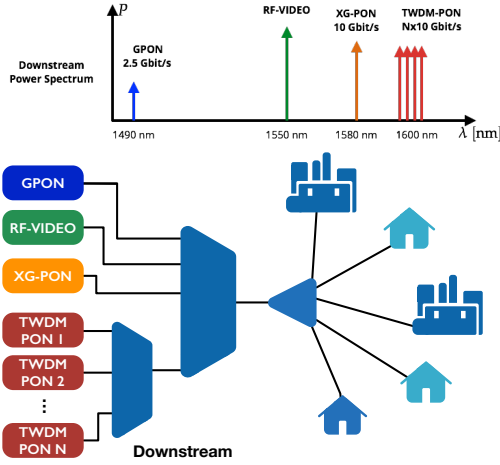 P
RF-VIDEO
XG-PON
10 Gbit/s
TWDM-PON
Nx10 Gbit/s
GPON
2.5 Gbit/s
Downstream
Power Spectrum
1490 nm
1550 nm
1580 nm
1600 nm
λ [nm]
GPON
RF-VIDEO
XG-PON
TWDM
PON 1
TWDM
PON 2
⋮
TWDM
PON N
Downstream